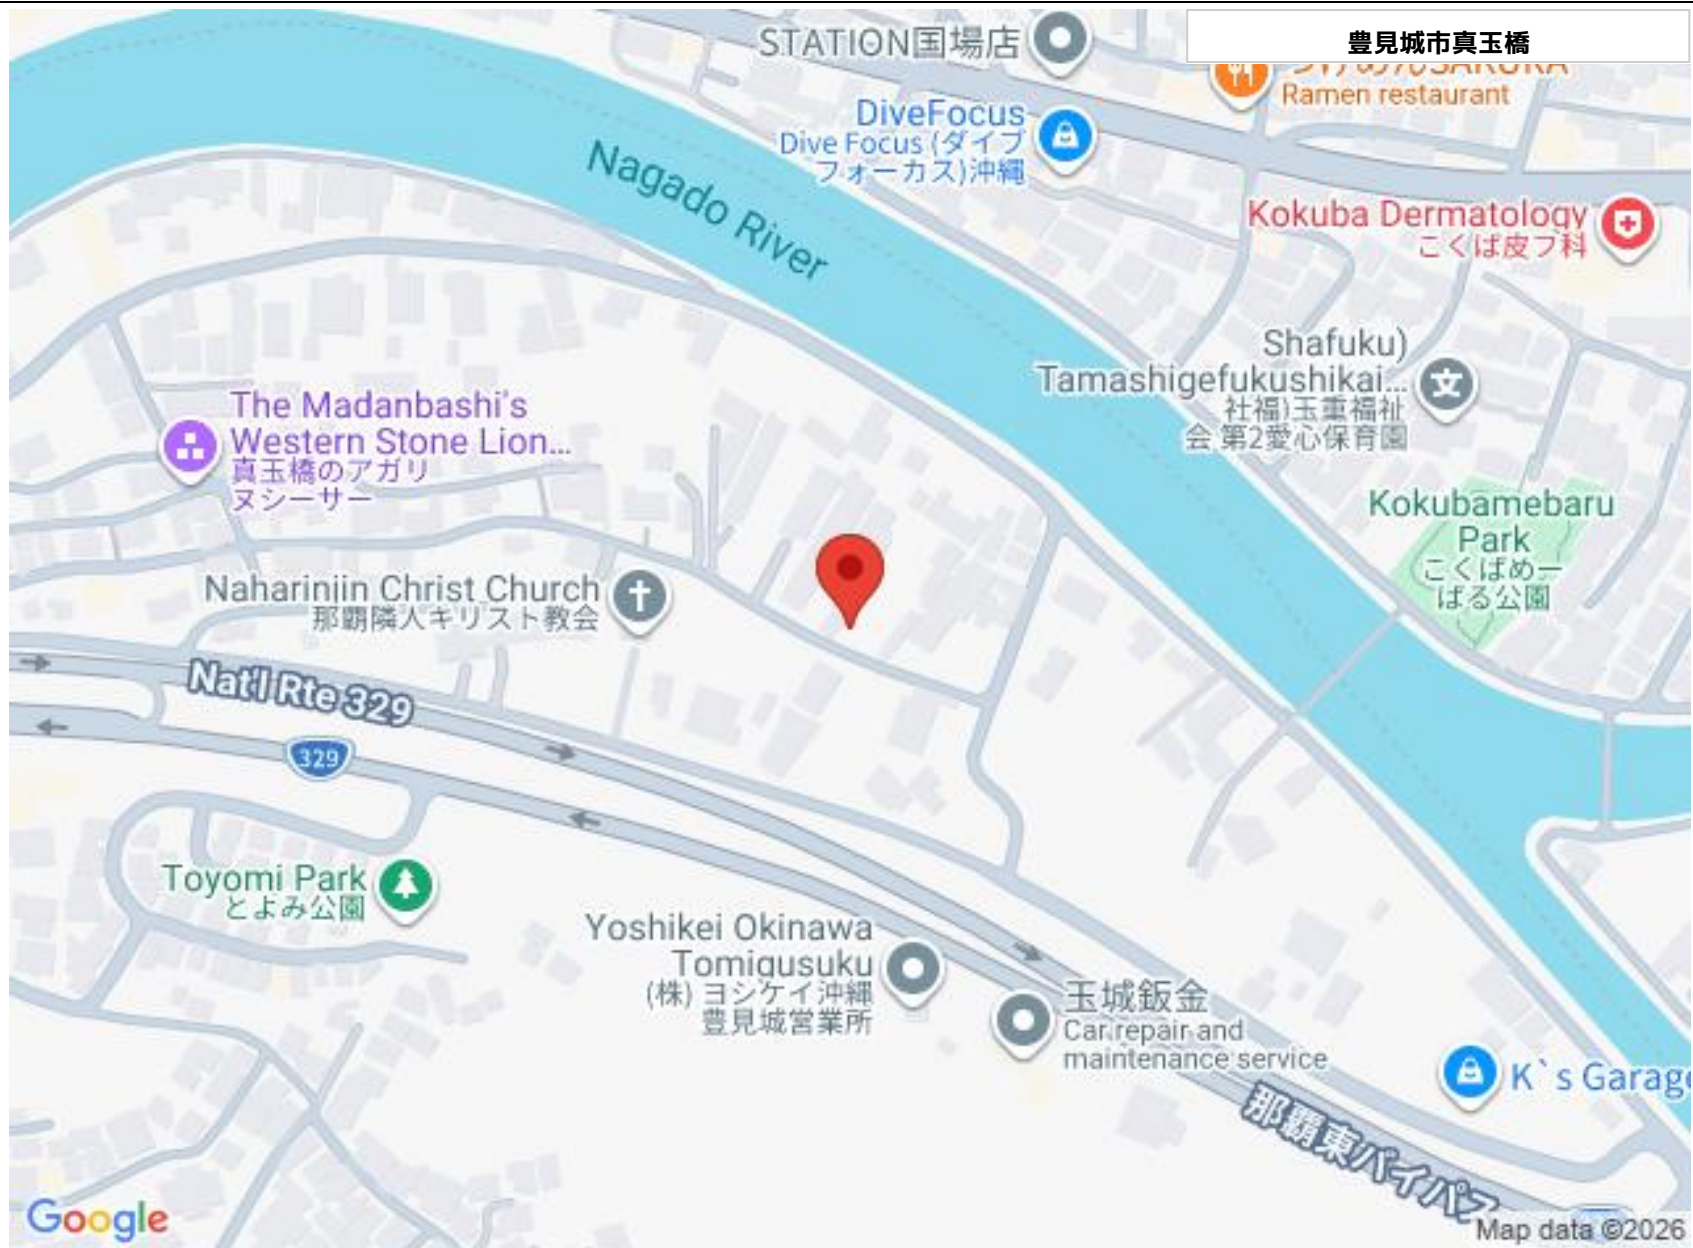 豊見城市真玉橋
STATION国場店
Ramen restaurant
DiveFocus
Dive Focus (ダイブ
フォーカス)沖縄
Nagado River
Kokuba Dermatology
こくば皮フ科
Shafuku)
Tamashigefukushikai...
社福)玉重福祉
会 第2愛心保育園
The Madanbashi's
Western Stone Lion...
真玉橋のアガリ
ヌシーサー
Kokubamebaru
Park
こくばめー
ばる公園
Naharinjin Christ Church
那覇隣人キリスト教会
Nat'l Rte 329
329
Toyomi Park
とよみ公園
Yoshikei Okinawa
Tomigusuku
(株) ヨシケイ沖縄
豊見城営業所
玉城鈑金
Car repair and
maintenance service
K`s Garage
那覇東バイパス
Google
Map data ©2026